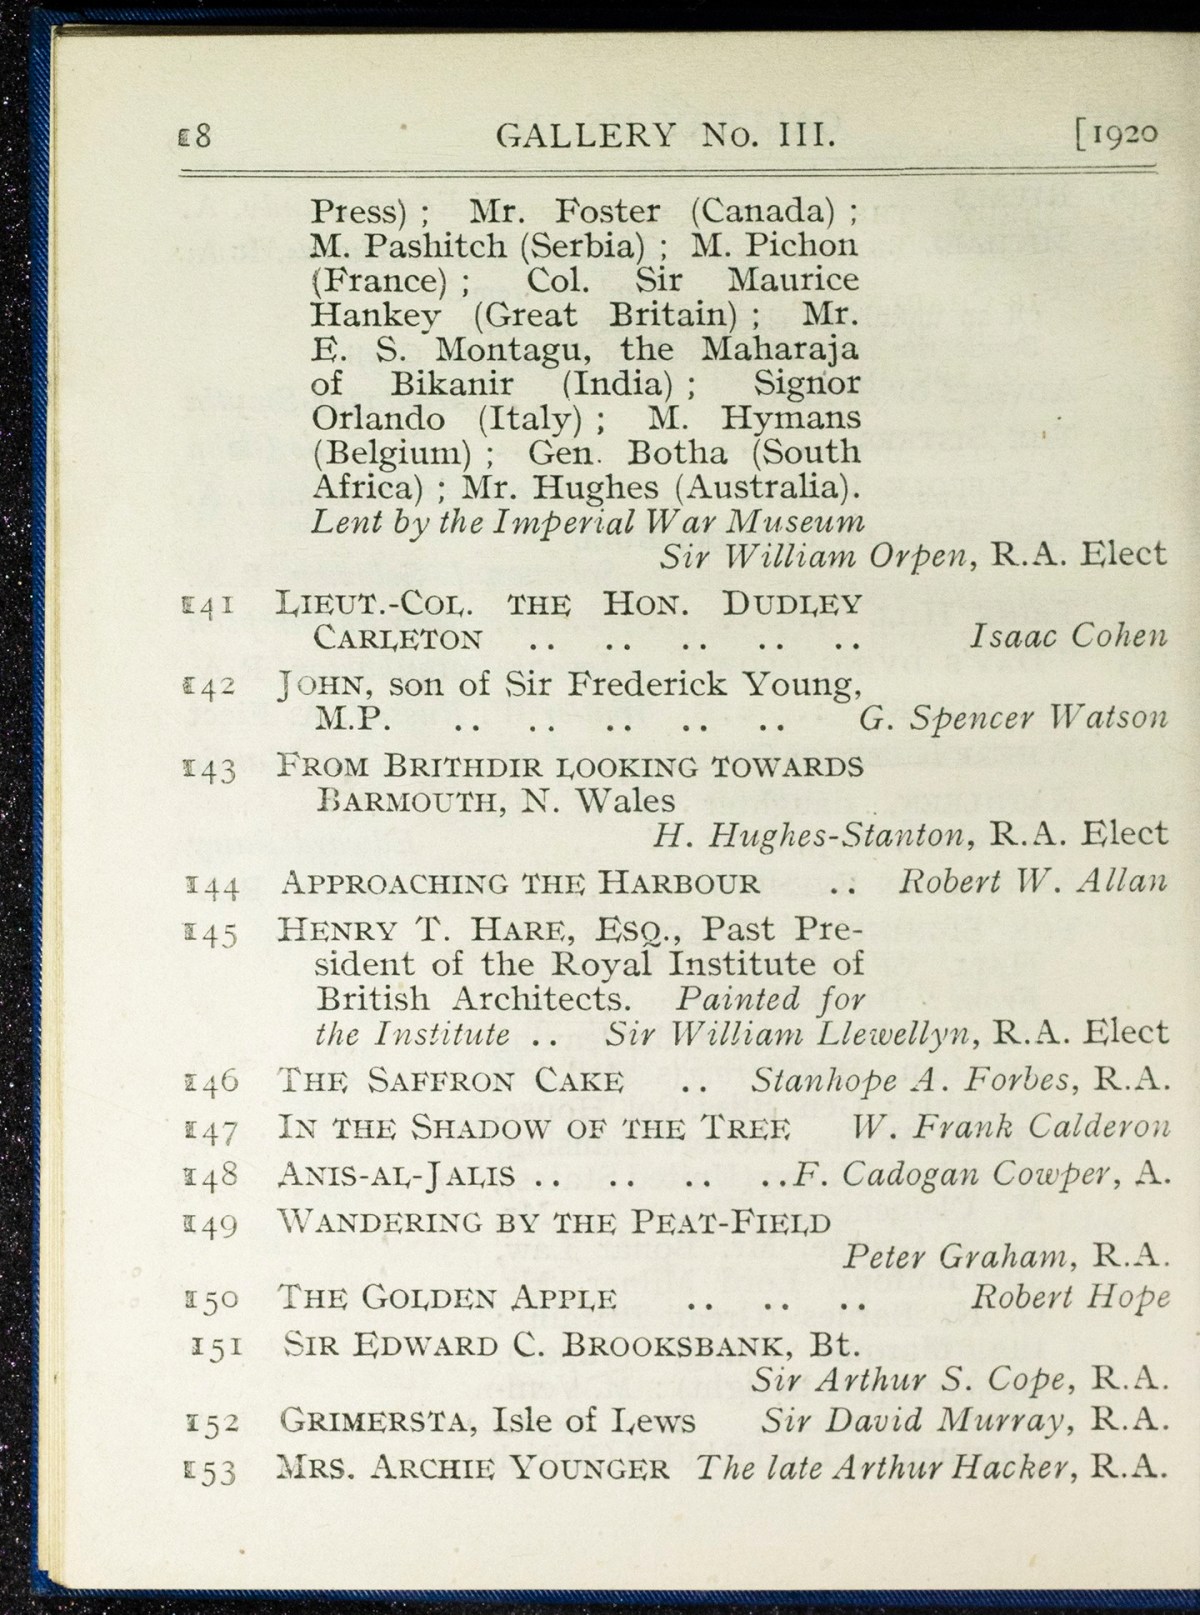 18 GALLERY No. III. [1920
Press) ; Mr. Foster (Canada) ;
M. Pashitch (Serbia) ; M. Pichon
(France) ; Col. Sir Maurice
Hankey (Great Britain) ; Mr.
E. S. Montagu, the Maharaja
of Bikanir (India) ; Signor
Orlando (Italy) ; M. Hymans
(Belgium) ; Gen. Botha (South
Africa) ; Mr. Hughes (Australia).
Lent by the Imperial War Museum
Sir William Orpen, R.A. Elect
141 LIEUT.-COL. THE HON. DUDLEY
CARLETON .. .. .. .. .. Isaac Cohen
142 JOHN, son of Sir Frederick Young,
M.P. .. .. .. .. .. G. Spencer Watson
143 FROM BRITHDIR LOOKING TOWARDS
BARMOUTH, N. Wales
H. Hughes-Stanton, R.A. Elect
144 APPROACHING THE HARBOUR .. Robert W. Allan
145 HENRY T. HARE, ESQ., Past Pre-
sident of the Royal Institute of
British Architects. Painted for
the Institute .. Sir William Llewellyn, R.A. Elect
146 THE SAFFRON CAKE .. Stanhope A. Forbes, R.A.
147 IN THE SHADOW OF THE TREE W. Frank Calderon
148 ANIS-AL-JALIS .. .. .. ..F. Cadogan Cowper, A.
149 WANDERING BY THE PEAT-FIELD
Peter Graham, R.A.
150 THE GOLDEN APPLE .. .. .. Robert Hope
151 SIR EDWARD C. BROOKSBANK, Bt.
Sir Arthur S. Cope, R.A.
152 GRIMERSTA, Isle of Lews Sir David Murray, R.A.
153 MRS. ARCHIE YOUNGER The late Arthur Hacker, R.A.